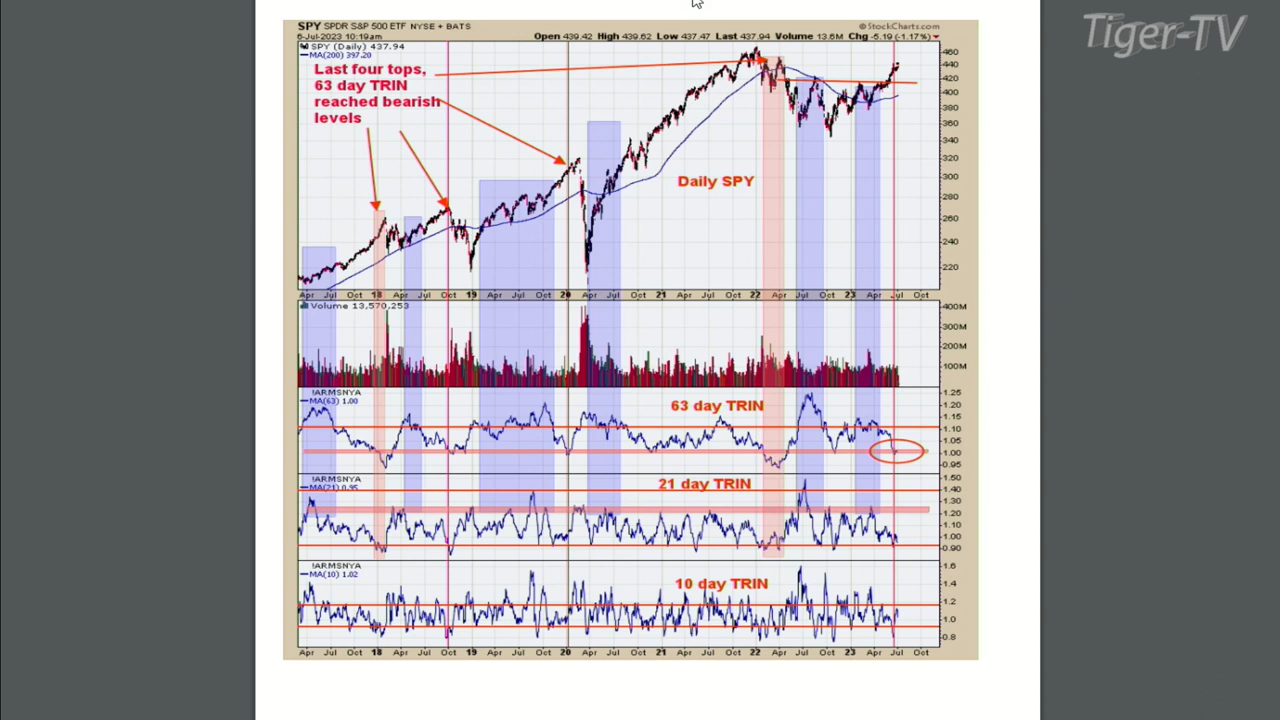 Tiger-TV
SPY SPDR S&P 500 ETF NYSE + BATS
© StockCharts.com
6-Jul-2023 10:19am
Open 439.42 High 439.62 Low 437.47 Last 437.94 Volume 13.6M Chg -5.19 (-1.17%)
SPY (Daily) 437.94
MA(200) 397.20
Last four tops,
63 day TRIN
reached bearish
levels
Daily SPY
460
440
420
400
380
360
340
320
300
280
260
240
220
Apr Jul Oct 18 Apr Jul Oct 19 Apr Jul Oct 20 Apr Jul Oct 21 Apr Jul Oct 22 Apr Jul Oct 23 Apr Jul Oct
Volume 13,570,253
400M
300M
200M
100M
!ARMSNYA
MA(63) 1.00
63 day TRIN
1.25
1.20
1.15
1.10
1.05
1.00
0.95
!ARMSNYA
MA(21) 0.95
21 day TRIN
1.50
1.40
1.30
1.20
1.10
1.00
0.90
!ARMSNYA
MA(10) 1.02
10 day TRIN
1.6
1.4
1.2
1.0
0.8
Apr Jul Oct 18 Apr Jul Oct 19 Apr Jul Oct 20 Apr Jul Oct 21 Apr Jul Oct 22 Apr Jul Oct 23 Apr Jul Oct